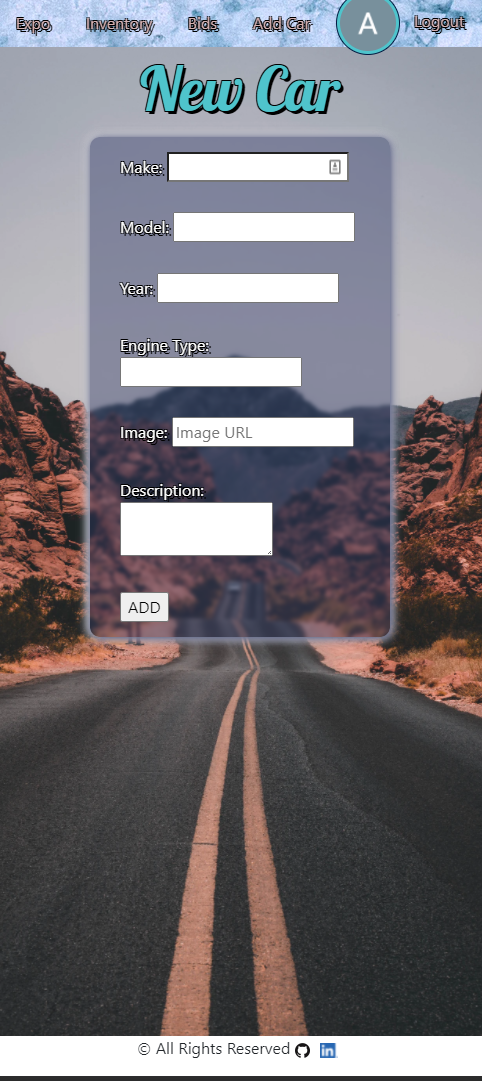 Expo Inventory Bids Add Car A Logout
New Car
Make:
Model:
Year:
Engine Type:
Image: Image URL
Description:
ADD
© All Rights Reserved in